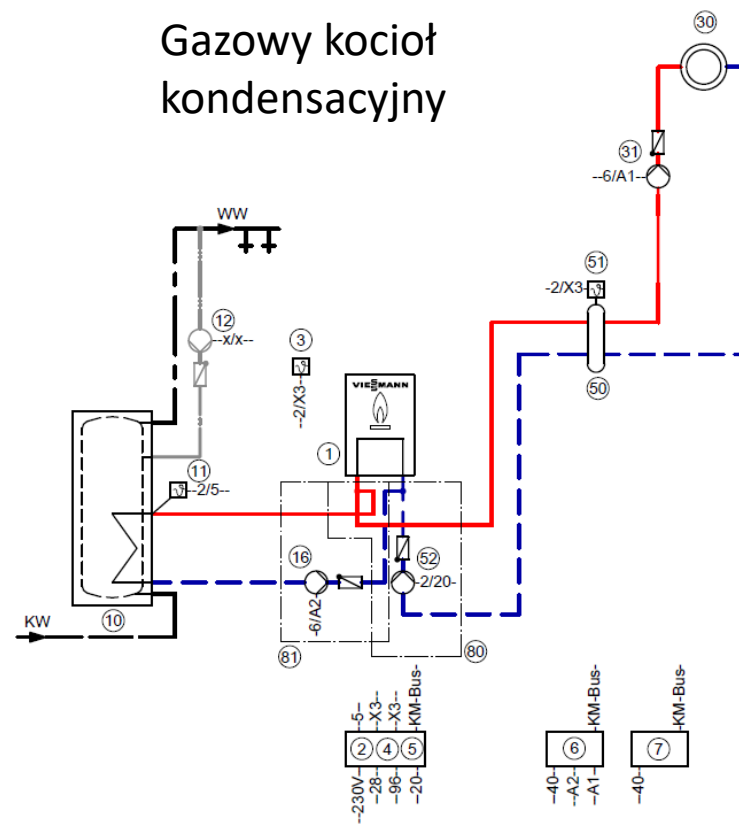 Gazowy kocioł
kondensacyjny
30
31
--6/A1--
WW
12
--x/x--
3
--2/X3--
51
-2/X3-
50
VIESMANN
1
11
--2/5--
16
-6/A2-
52
-2/20-
10
KW
81
80
--5--
--X3--
--X3--
-KM-Bus-
2
4
5
--230V--
-28--
-96--
-20-
-KM-Bus-
6
-40--
--A2--
-A1-
-KM-Bus-
7
-40--